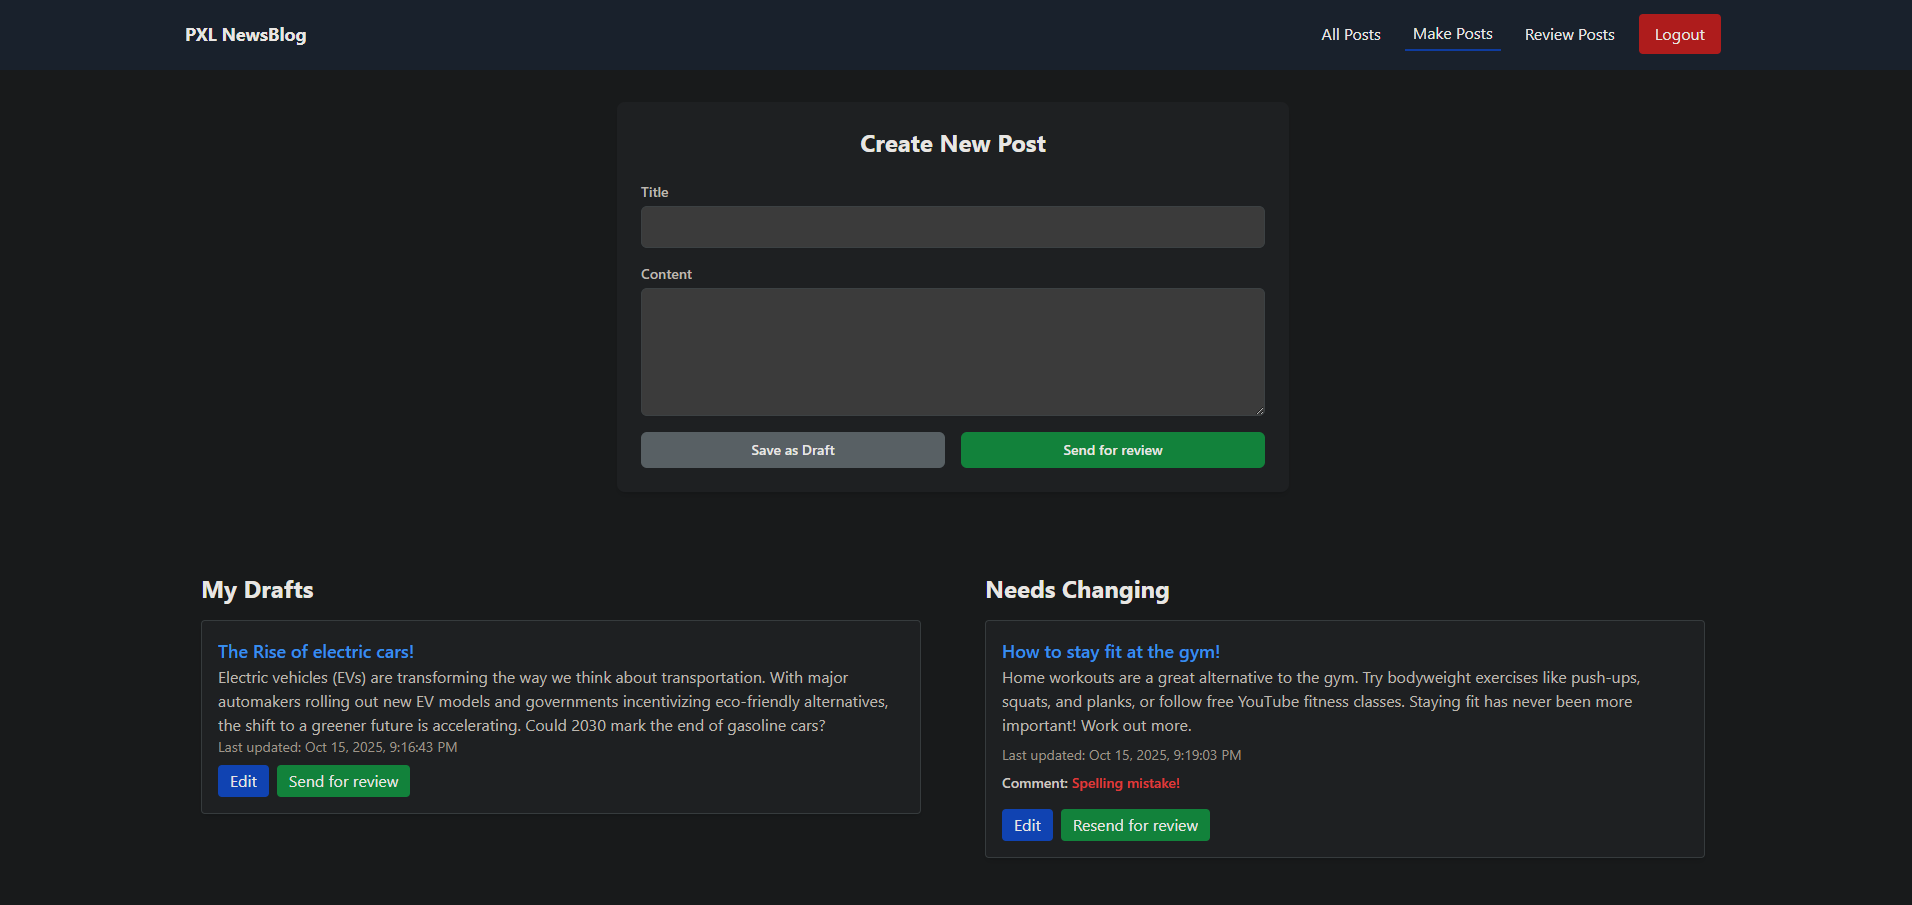 PXL NewsBlog
All Posts
Make Posts
Review Posts
Logout
Create New Post
Title
Content
Save as Draft
Send for review
My Drafts
The Rise of electric cars!
Electric vehicles (EVs) are transforming the way we think about transportation. With major
automakers rolling out new EV models and governments incentivizing eco-friendly alternatives,
the shift to a greener future is accelerating. Could 2030 mark the end of gasoline cars?
Last updated: Oct 15, 2025, 9:16:43 PM
Edit
Send for review
Needs Changing
How to stay fit at the gym!
Home workouts are a great alternative to the gym. Try bodyweight exercises like push-ups,
squats, and planks, or follow free YouTube fitness classes. Staying fit has never been more
important! Work out more.
Last updated: Oct 15, 2025, 9:19:03 PM
Comment: Spelling mistake!
Edit
Resend for review